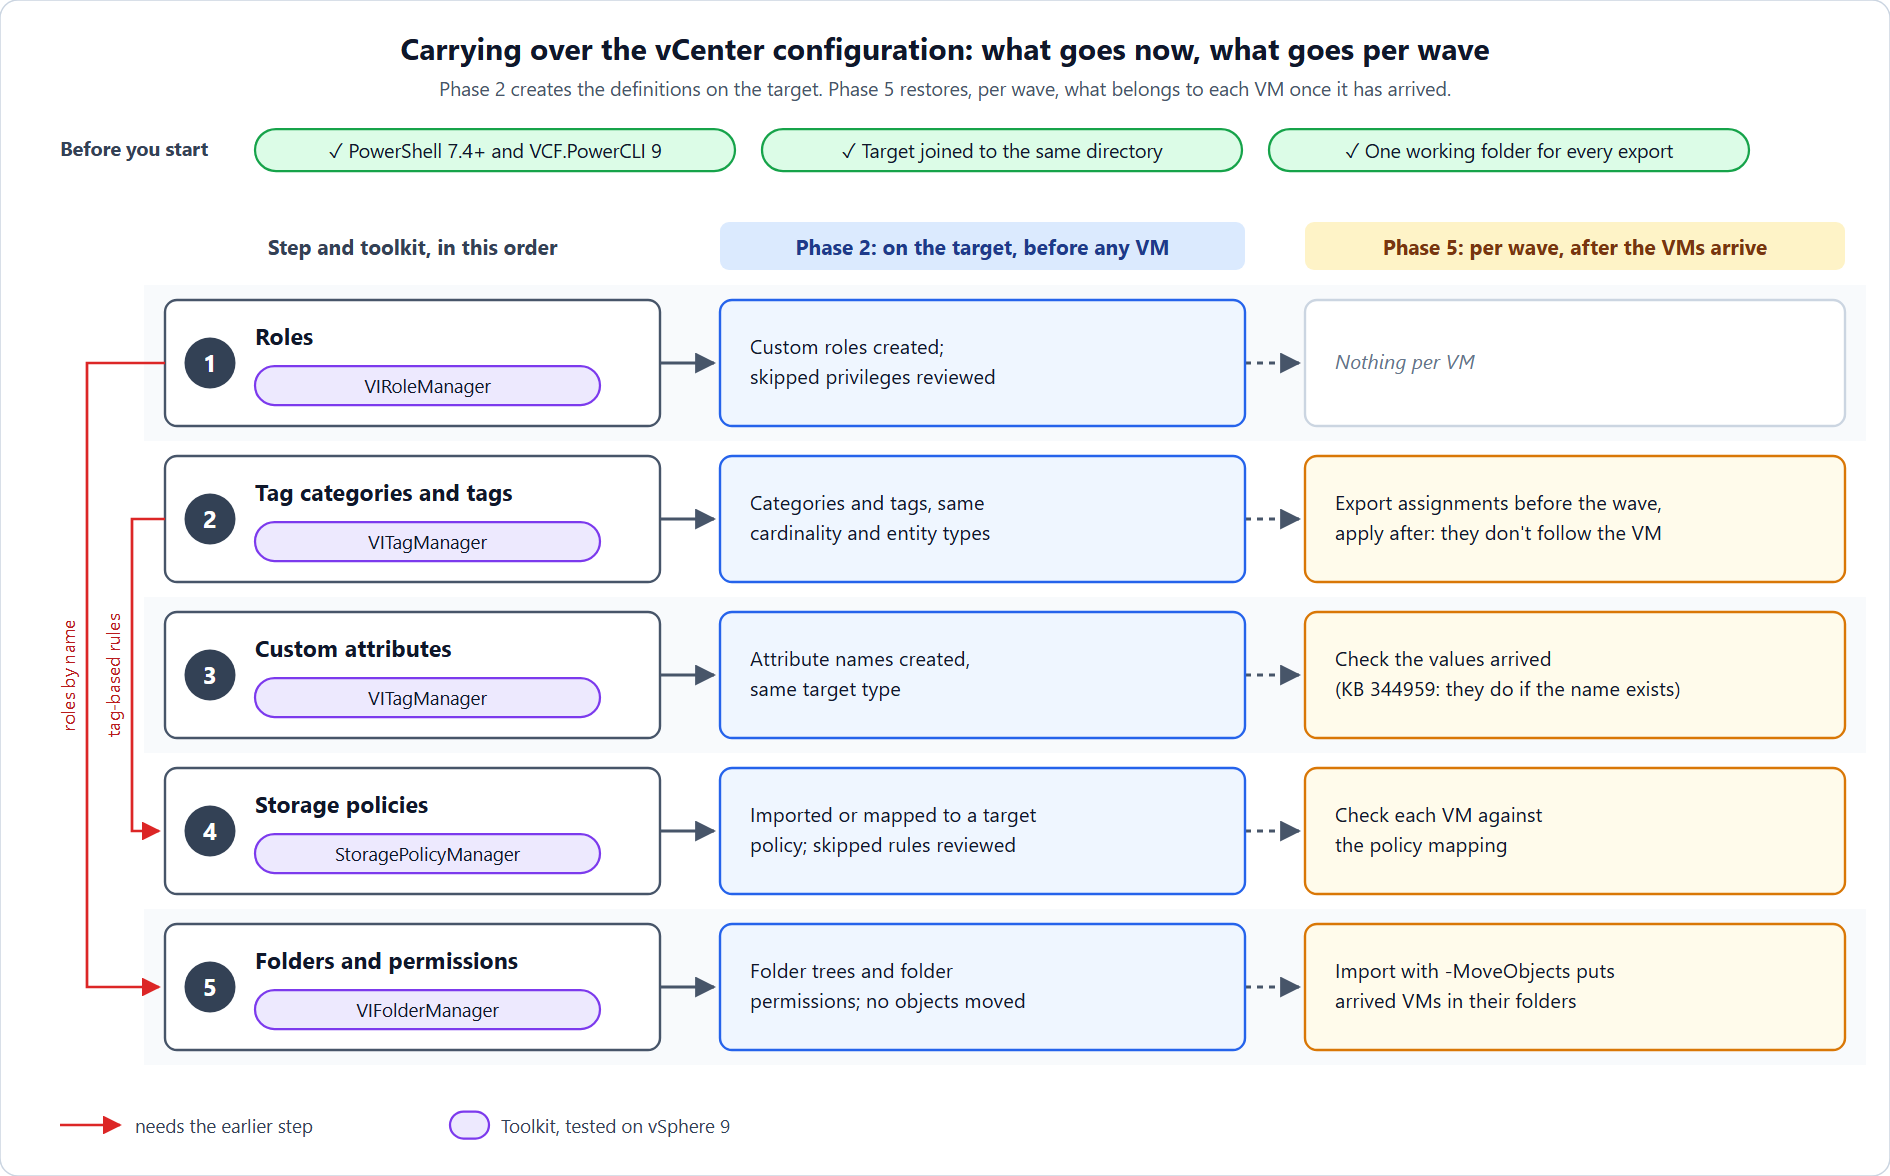 Carrying over the vCenter configuration: what goes now, what goes per wave
Phase 2 creates the definitions on the target. Phase 5 restores, per wave, what belongs to each VM once it has arrived.
Before you start
✓ PowerShell 7.4+ and VCF.PowerCLI 9
✓ Target joined to the same directory
✓ One working folder for every export
Step and toolkit, in this order
Phase 2: on the target, before any VM
Phase 5: per wave, after the VMs arrive
1
Roles
VIRoleManager
Custom roles created;
skipped privileges reviewed
Nothing per VM
2
Tag categories and tags
VITagManager
Categories and tags, same
cardinality and entity types
Export assignments before the wave,
apply after: they don't follow the VM
3
Custom attributes
VITagManager
Attribute names created,
same target type
Check the values arrived
(KB 344959: they do if the name exists)
4
Storage policies
StoragePolicyManager
Imported or mapped to a target
policy; skipped rules reviewed
Check each VM against
the policy mapping
5
Folders and permissions
VIFolderManager
Folder trees and folder
permissions; no objects moved
Import with -MoveObjects puts
arrived VMs in their folders
roles by name
tag-based rules
needs the earlier step
Toolkit, tested on vSphere 9